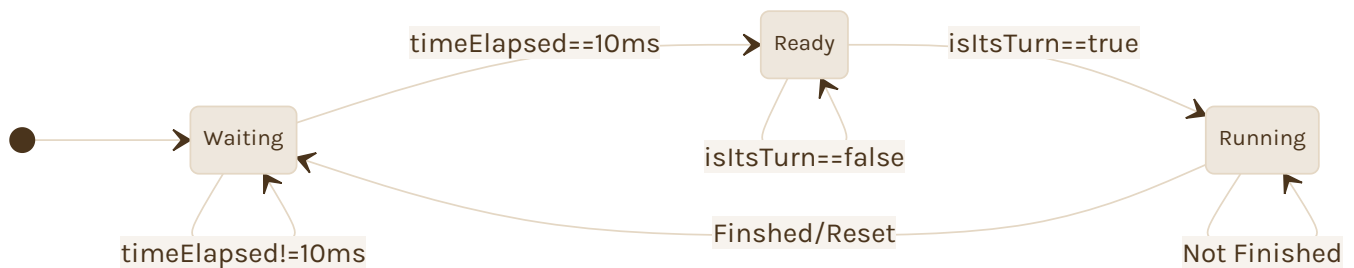 timeElapsed==10ms
Ready
isItsTurn==true
Waiting
Running
isItsTurn==false
Finshed/Reset
timeElapsed!=10ms
Not Finished